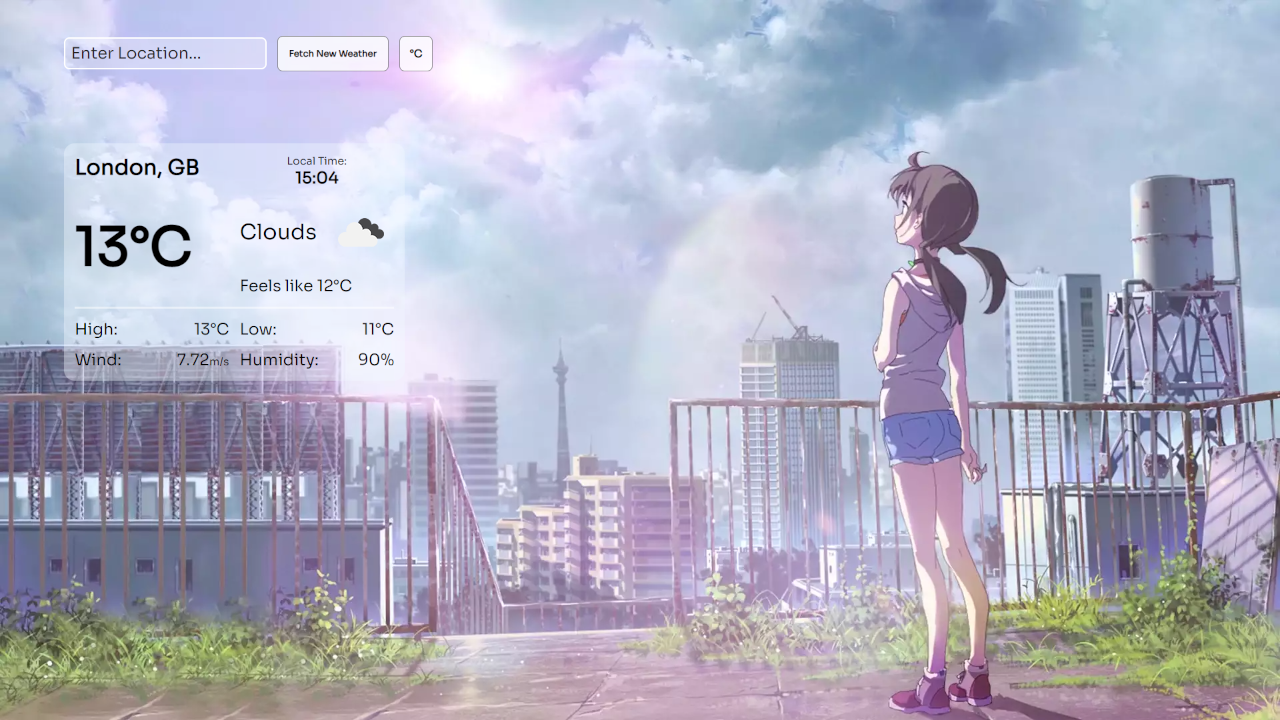 Enter Location... Fetch New Weather °C
London, GB
Local Time:
15:04
13°C
Clouds
Feels like 12°C
High: 13°C Low: 11°C
Wind: 7.72m/s Humidity: 90%